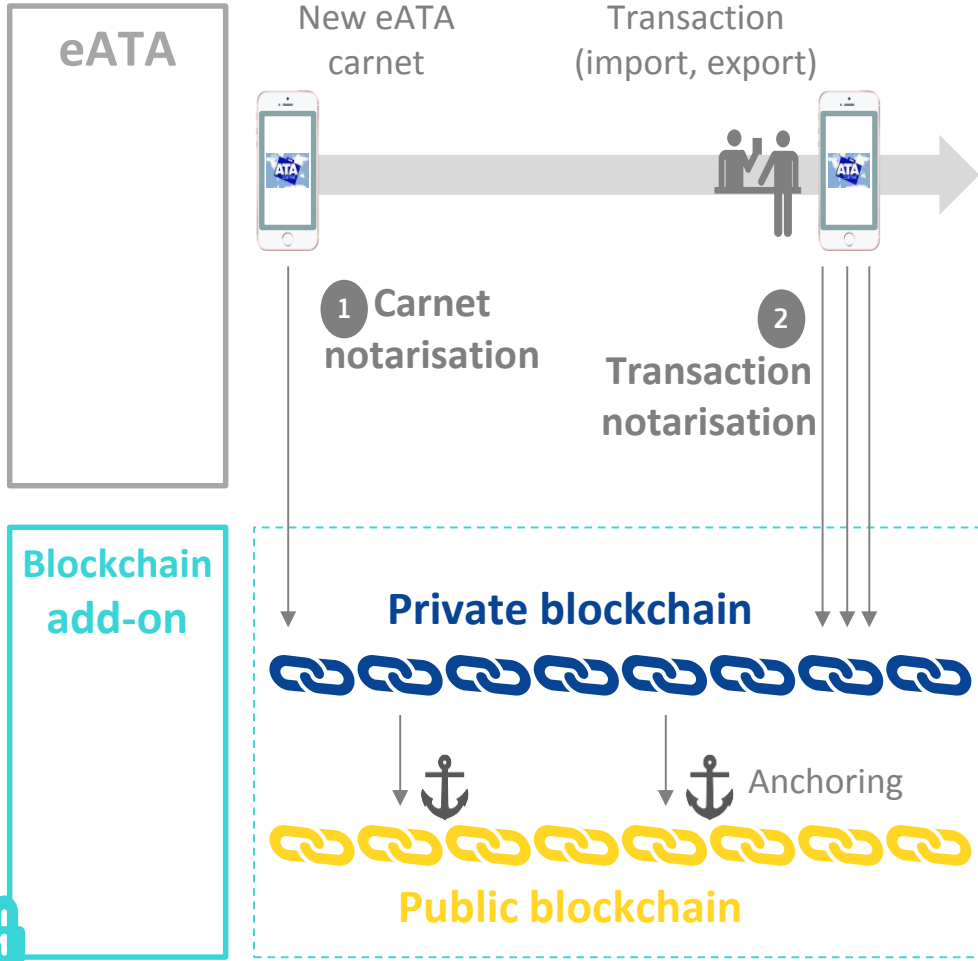 eATA
New eATA
carnet
Transaction
(import, export)
ATA
ATA
1 Carnet
notarisation
2
Transaction
notarisation
Blockchain
add-on
Private blockchain
Anchoring
Public blockchain